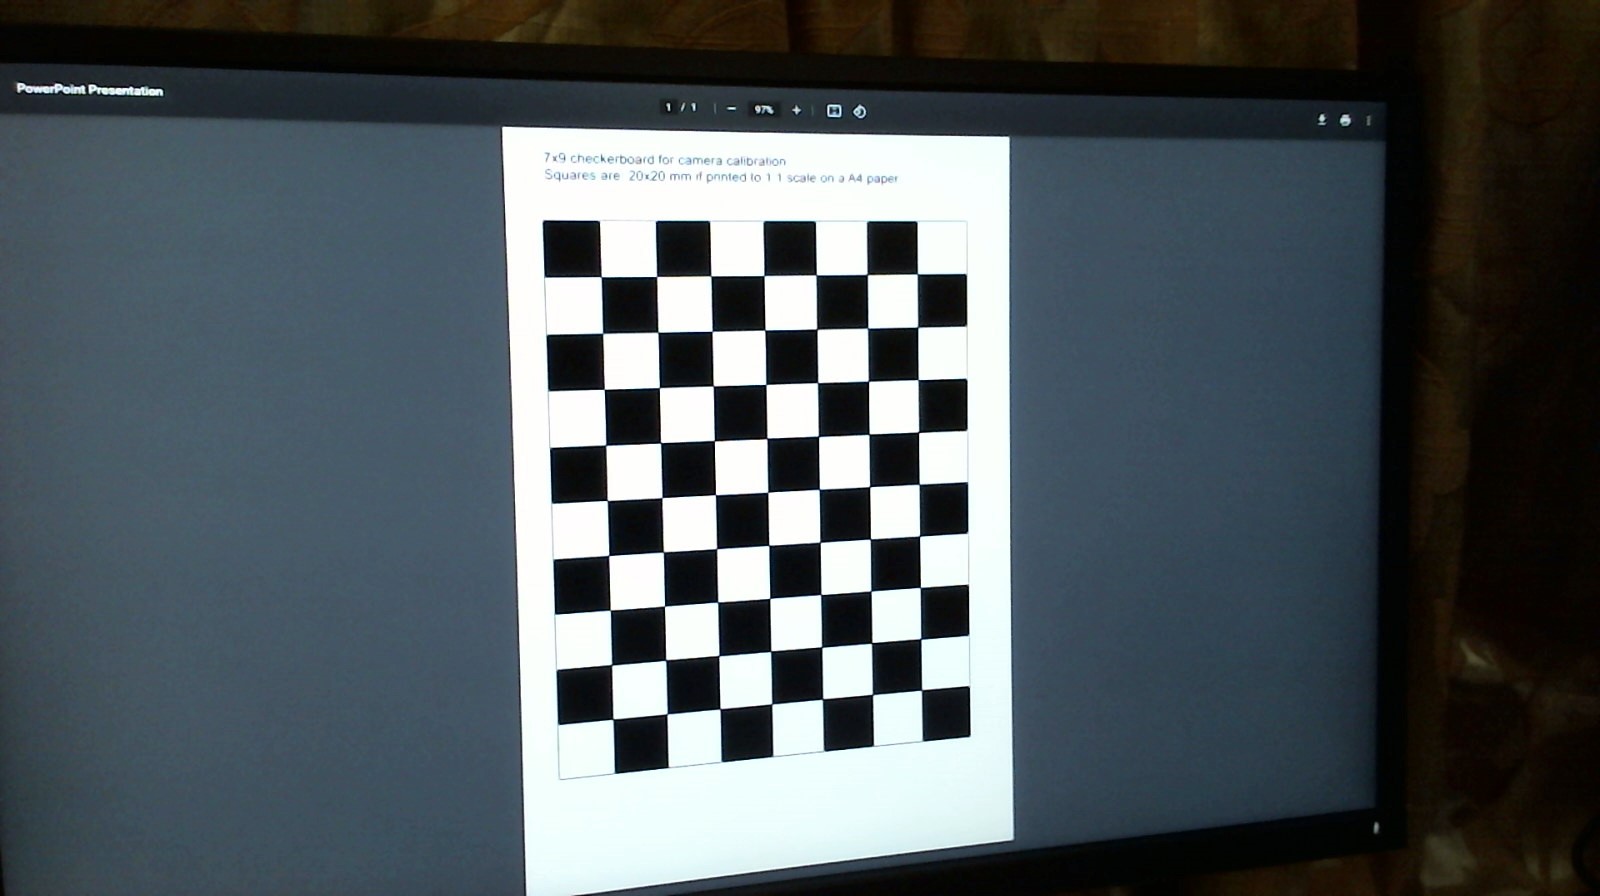 PowerPoint Presentation
1 / 1 97%
7x9 checkerboard for camera calibration
Squares are 20x20 mm if printed to 1:1 scale on a A4 paper